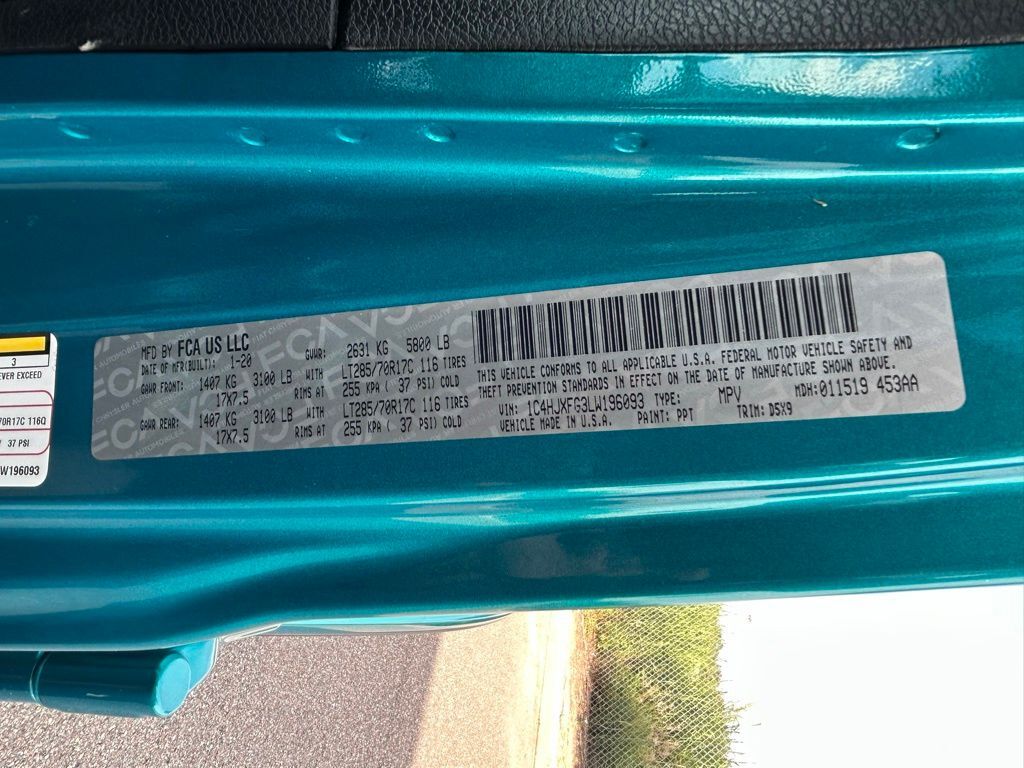 MFD BY FCA US LLC
DATE OF MFR(BUILT): 1-20 GVWR: 2631 KG 5800 LB
GAWR FRONT: 1407 KG 3100 LB WITH LT285/70R17C 116 TIRES
17X7.5 RIMS AT 255 KPA ( 37 PSI) COLD
GAWR REAR: 1407 KG 3100 LB WITH LT285/70R17C 116 TIRES
17X7.5 RIMS AT 255 KPA ( 37 PSI) COLD
THIS VEHICLE CONFORMS TO ALL APPLICABLE U.S.A. FEDERAL MOTOR VEHICLE SAFETY AND
THEFT PREVENTION STANDARDS IN EFFECT ON THE DATE OF MANUFACTURE SHOWN ABOVE.
VIN: 1C4HJXFG3LW196093 TYPE: MPV MDH:011519 453AA
VEHICLE MADE IN U.S.A. PAINT: PPT TRIM: DSX9
3
EVER EXCEED
70R17C 116Q
37 PSI
W196093